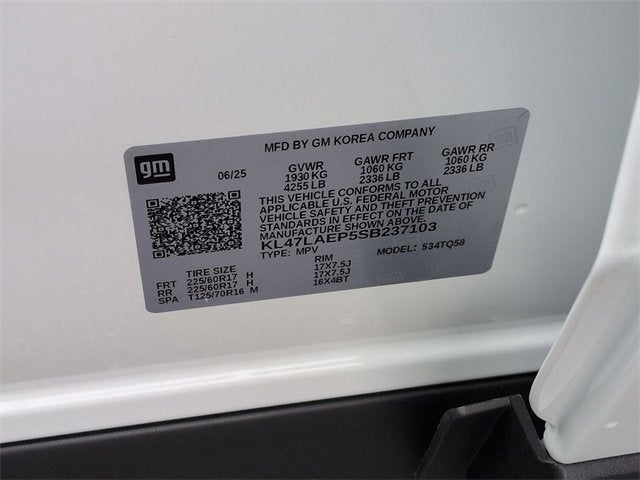 MFD BY GM KOREA COMPANY
gm 06/25 GVWR GAWR FRT GAWR RR
1930 KG 1060 KG 1060 KG
4255 LB 2336 LB 2336 LB
THIS VEHICLE CONFORMS TO ALL
APPLICABLE U.S. FEDERAL MOTOR
VEHICLE SAFETY AND THEFT PREVENTION
STANDARDS IN EFFECT ON THE DATE OF
MANUFACTURE SHOWN ABOVE.
KL47LAEP5SB237103
TYPE: MPV MODEL: 534TQ58
TIRE SIZE RIM
FRT 225/60R17 H 17X7.5J
RR 225/60R17 H 17X7.5J
SPA T125/70R16 M 16X4BT